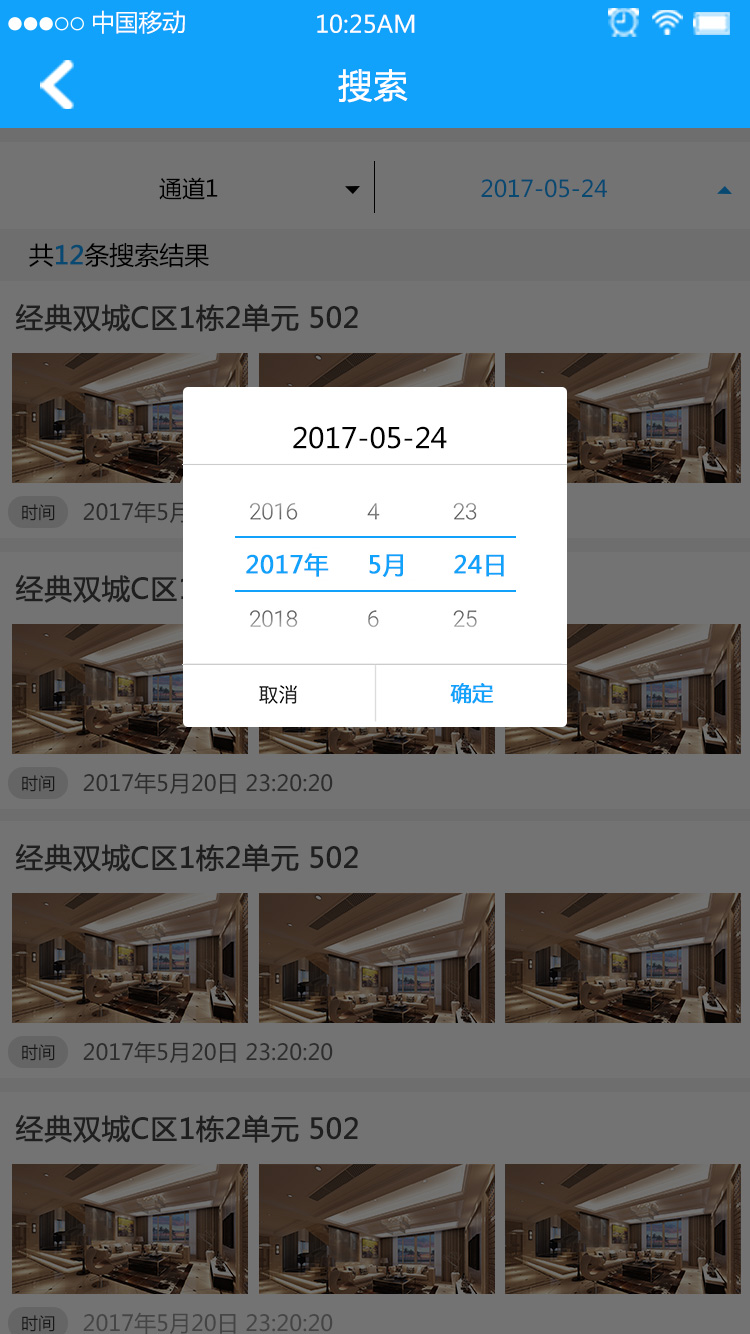 中国移动 10:25AM
搜索
通道1 2017-05-24
共12条搜索结果
经典双城C区1栋2单元 502
时间 2017年5月
经典双城C区
时间 2017年5月20日 23:20:20
经典双城C区1栋2单元 502
时间 2017年5月20日 23:20:20
经典双城C区1栋2单元 502
时间 2017年5月20日 23:20:20
2017-05-24
2016 4 23
2017年 5月 24日
2018 6 25
取消 确定